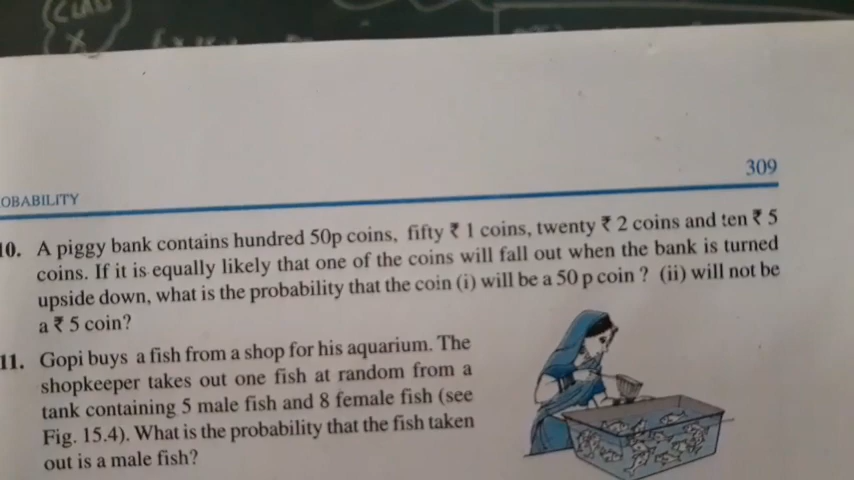 309
OBABILITY
10. A piggy bank contains hundred 50p coins, fifty ₹ 1 coins, twenty ₹ 2 coins and ten ₹ 5
coins. If it is equally likely that one of the coins will fall out when the bank is turned
upside down, what is the probability that the coin (i) will be a 50 p coin ? (ii) will not be
a ₹ 5 coin?
11. Gopi buys a fish from a shop for his aquarium. The
shopkeeper takes out one fish at random from a
tank containing 5 male fish and 8 female fish (see
Fig. 15.4). What is the probability that the fish taken
out is a male fish?